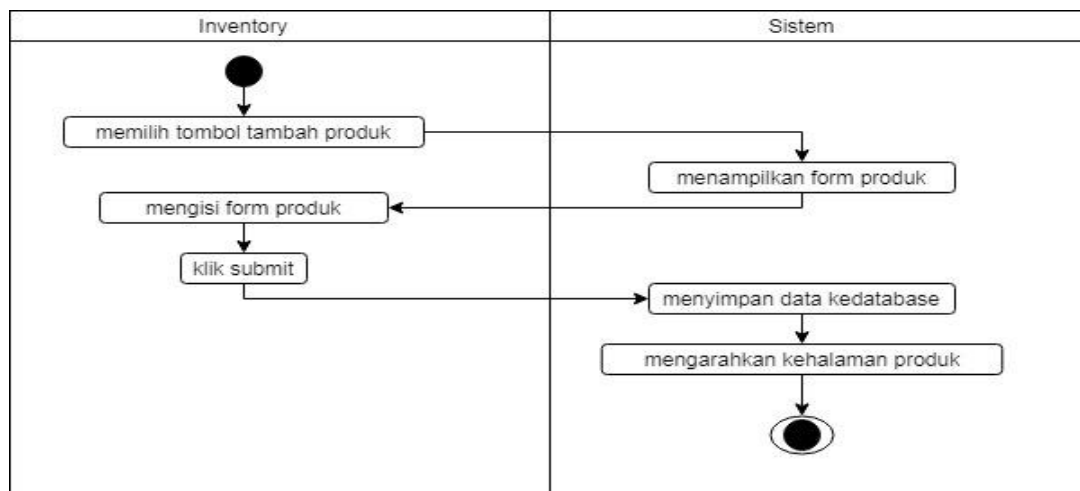 Inventory
Sistem
memilih tombol tambah produk
menampilkan form produk
mengisi form produk
klik submit
menyimpan data kedatabase
mengarahkan kehalaman produk